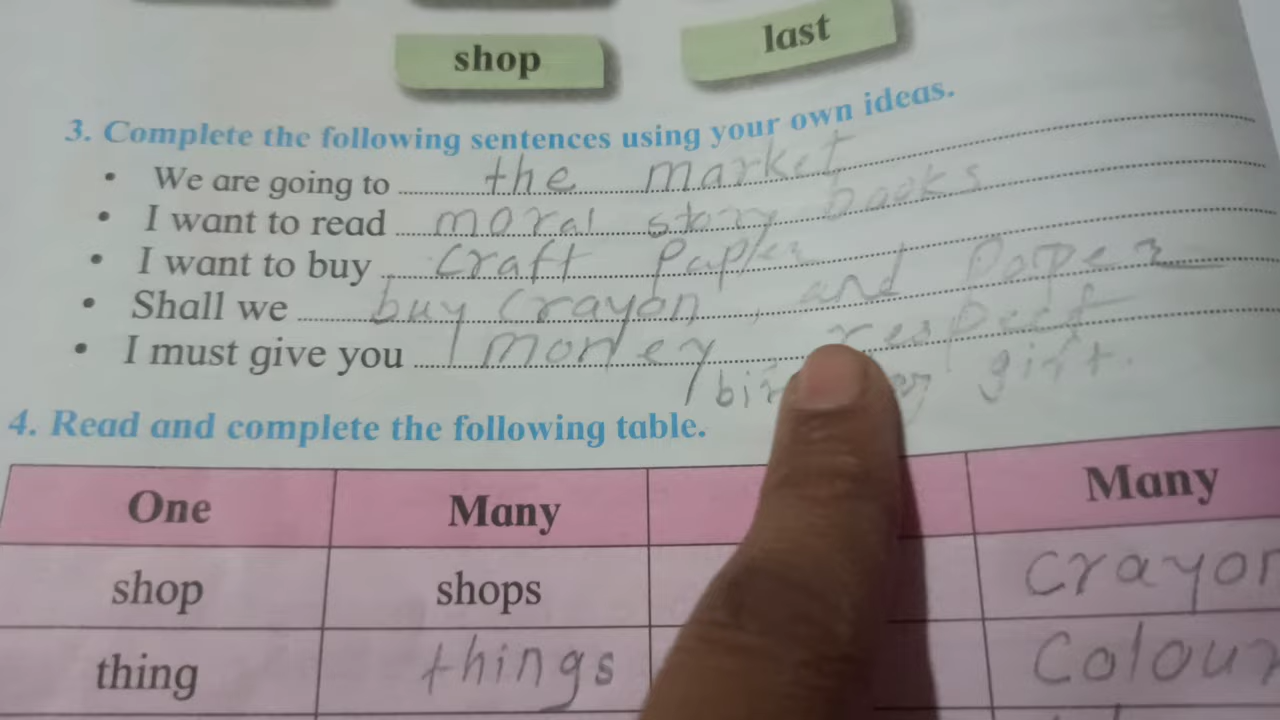 shop
last
3. Complete the following sentences using your own ideas.
• We are going to the market
• I want to read moral story books
• I want to buy craft Paper
• Shall we buy crayon, and Paper
• I must give you money, respect
gift.
4. Read and complete the following table.
One Many Many
shop shops crayon
thing things Colour